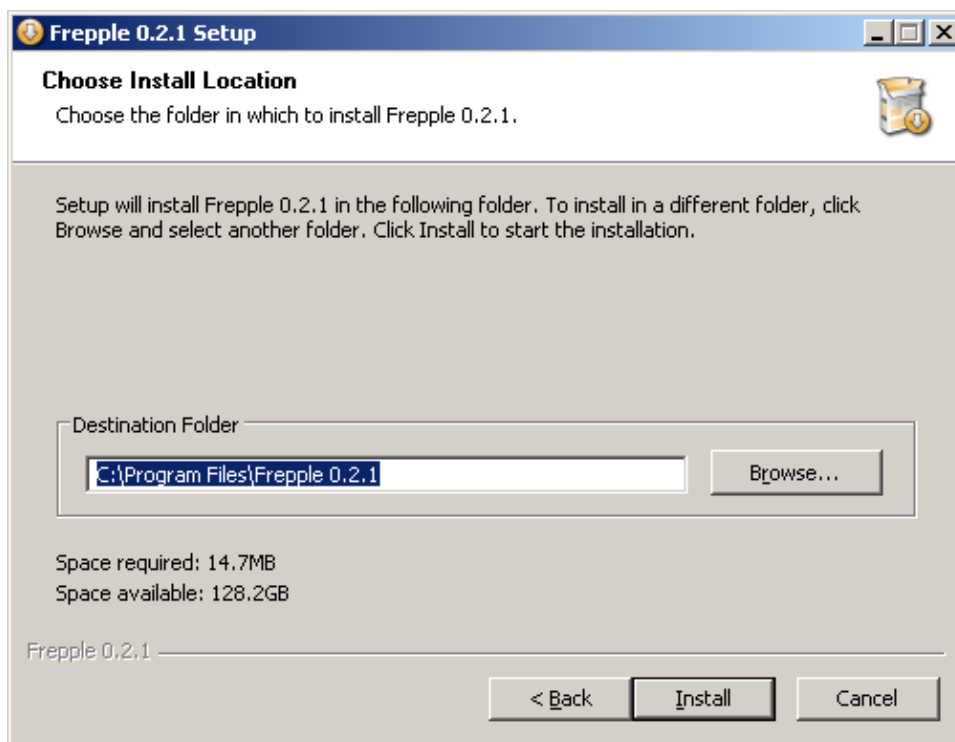 Frepple 0.2.1 Setup
Choose Install Location
Choose the folder in which to install Frepple 0.2.1.
Setup will install Frepple 0.2.1 in the following folder. To install in a different folder, click
Browse and select another folder. Click Install to start the installation.
Destination Folder
C:\Program Files\Frepple 0.2.1
Browse...
Space required: 14.7MB
Space available: 128.2GB
Frepple 0.2.1
< Back
Install
Cancel